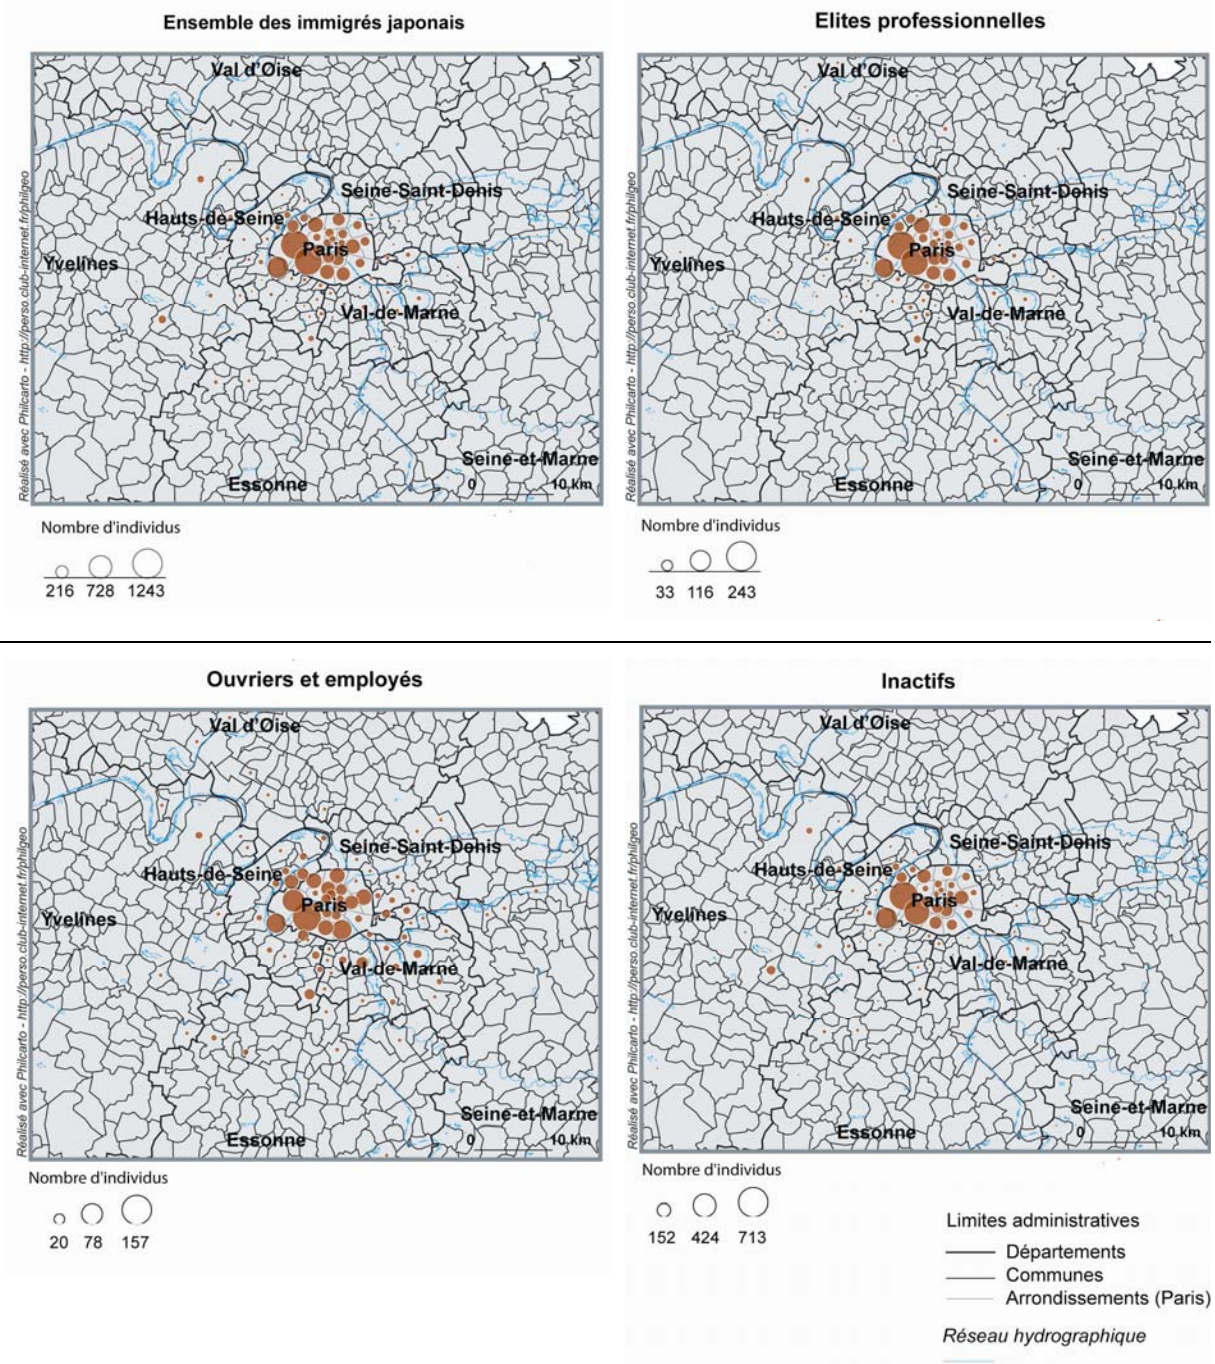 Ensemble des immigrés japonais
Val d'Oise
Seine-Saint-Denis
Hauts-de-Seine
Paris
Yvelines
Val-de-Marne
Seine-et-Marne
Essonne
0 10 km
Réalisé avec Philcarto - http://perso.club-internet.fr/philgeo
Nombre d'individus
216 728 1243
Elites professionnelles
Val d'Oise
Seine-Saint-Denis
Hauts-de-Seine
Paris
Yvelines
Val-de-Marne
Seine-et-Marne
Essonne
0 10 km
Réalisé avec Philcarto - http://perso.club-internet.fr/philgeo
Nombre d'individus
33 116 243
Ouvriers et employés
Val d'Oise
Seine-Saint-Denis
Hauts-de-Seine
Paris
Yvelines
Val-de-Marne
Seine-et-Marne
Essonne
0 10 km
Réalisé avec Philcarto - http://perso.club-internet.fr/philgeo
Nombre d'individus
20 78 157
Inactifs
Val d'Oise
Seine-Saint-Denis
Hauts-de-Seine
Paris
Yvelines
Val-de-Marne
Seine-et-Marne
Essonne
0 10 km
Réalisé avec Philcarto - http://perso.club-internet.fr/philgeo
Nombre d'individus
152 424 713
Limites administratives
Départements
Communes
Arrondissements (Paris)
Réseau hydrographique